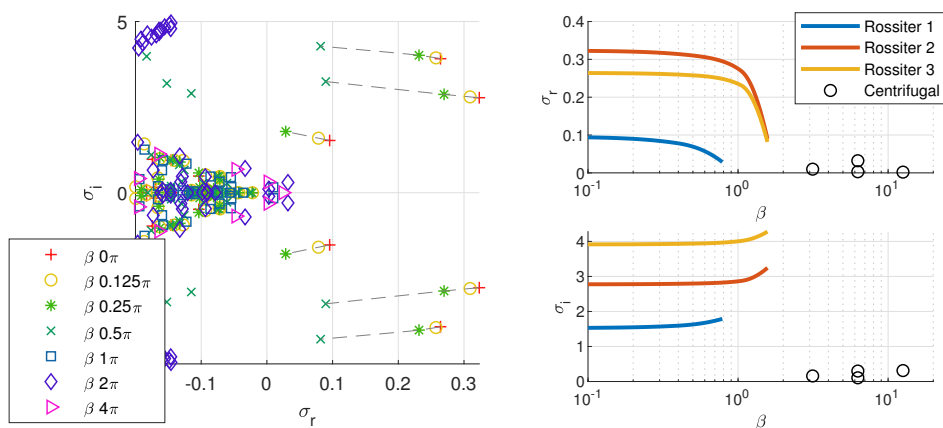 5
0
σi
-0.1
0
0.1
0.2
0.3
σr
β 0π
β 0.125π
β 0.25π
β 0.5π
β 1π
β 2π
β 4π
0.4
0.3
0.2
0.1
0
σr
10-1
100
101
β
Rossiter 1
Rossiter 2
Rossiter 3
Centrifugal
4
3
2
1
0
σi
10-1
100
101
β